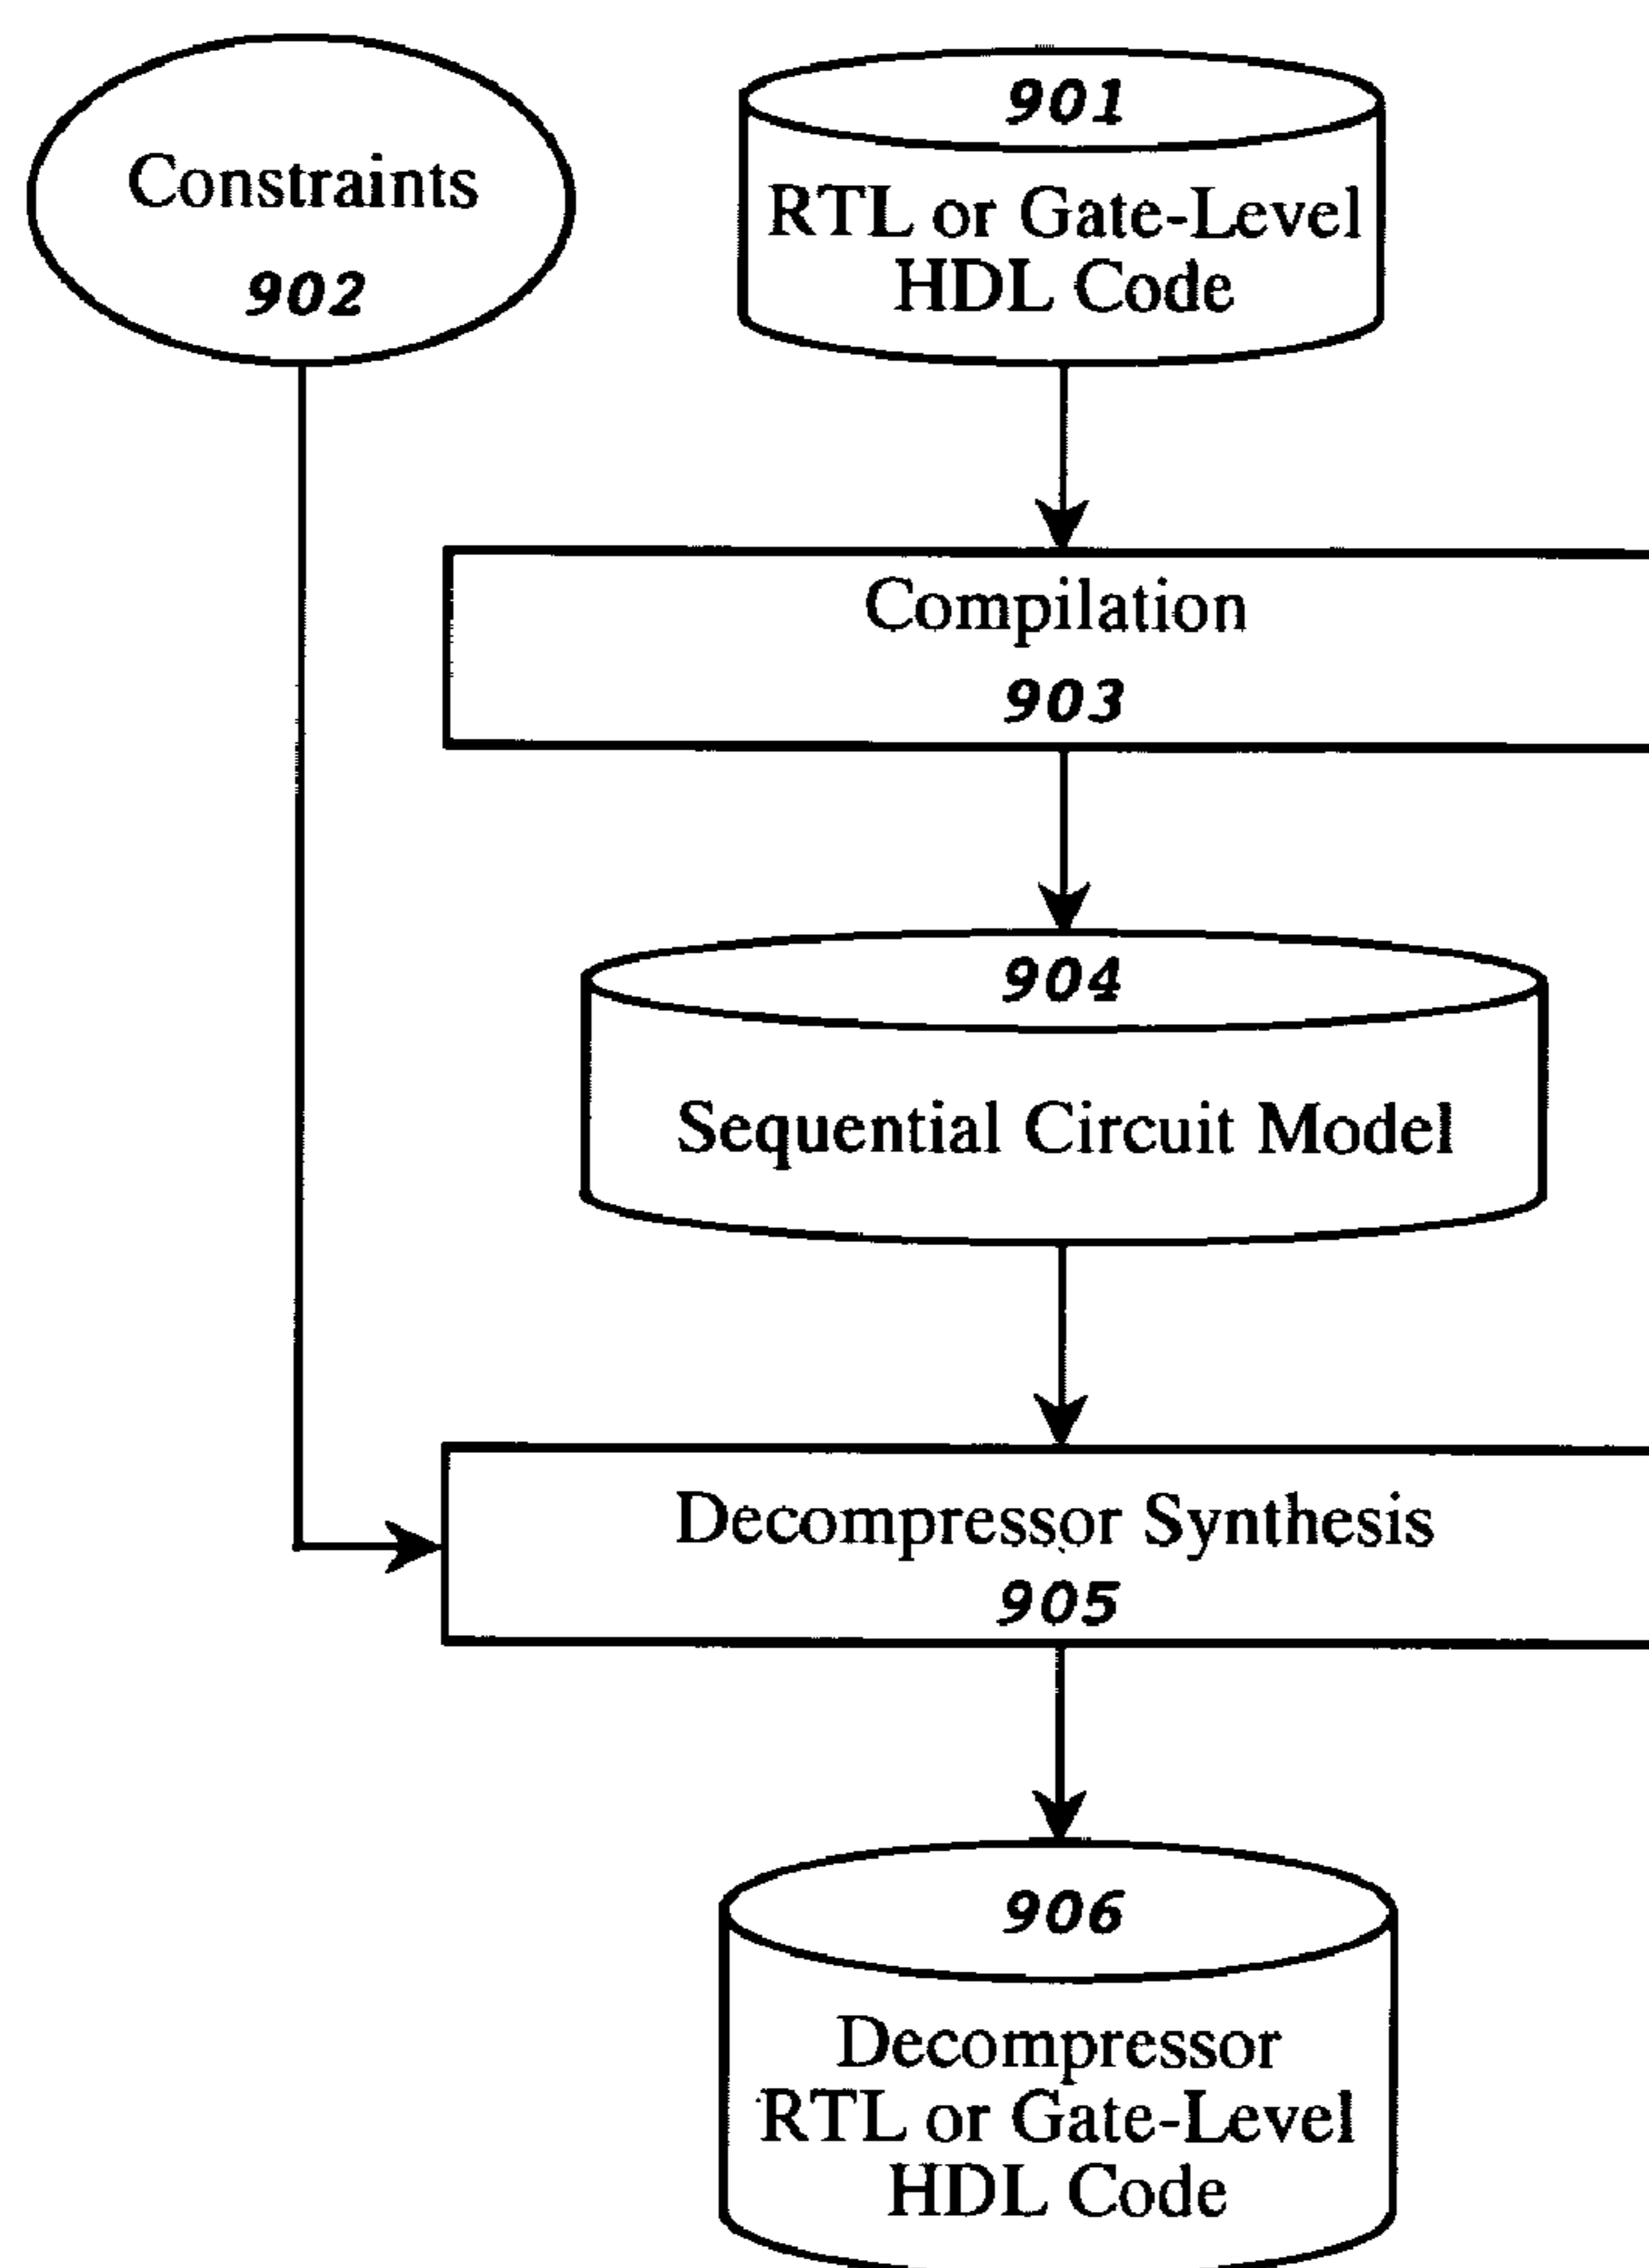 Constraints
902
901
RTL or Gate-Level
HDL Code
Compilation
903
904
Sequential Circuit Model
Decompressor Synthesis
905
906
Decompressor
RTL or Gate-Level
HDL Code